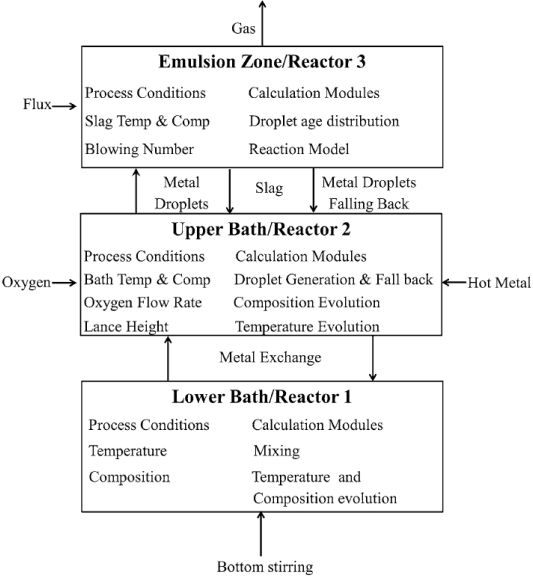 Gas
Emulsion Zone/Reactor 3
Process Conditions Calculation Modules
Flux
Slag Temp & Comp Droplet age distribution
Blowing Number Reaction Model
Metal
Droplets
Slag
Metal Droplets
Falling Back
Upper Bath/Reactor 2
Process Conditions Calculation Modules
Oxygen
Bath Temp & Comp Droplet Generation & Fall back
Hot Metal
Oxygen Flow Rate Composition Evolution
Lance Height Temperature Evolution
Metal Exchange
Lower Bath/Reactor 1
Process Conditions Calculation Modules
Temperature Mixing
Composition Temperature and
Composition evolution
Bottom stirring